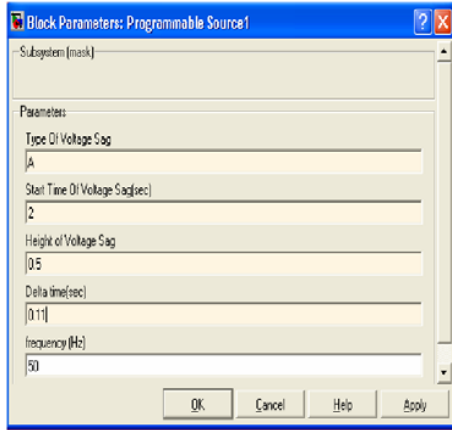 Block Parameters: Programmable Source1
Subsystem (mask)
Parameters
Type Of Voltage Sag
A
Start Time Of Voltage Sag(sec)
2
Height of Voltage Sag
0.5
Delta time(sec)
0.11
frequency (Hz)
50
OK Cancel Help Apply